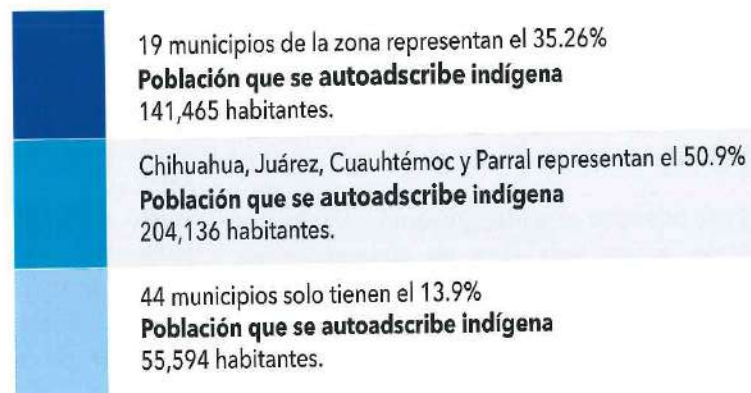 19 municipios de la zona representan el 35.26%
Población que se autoadscribe indígena
141,465 habitantes.
Chihuahua, Juárez, Cuauhtémoc y Parral representan el 50.9%
Población que se autoadscribe indígena
204,136 habitantes.
44 municipios solo tienen el 13.9%
Población que se autoadscribe indígena
55,594 habitantes.